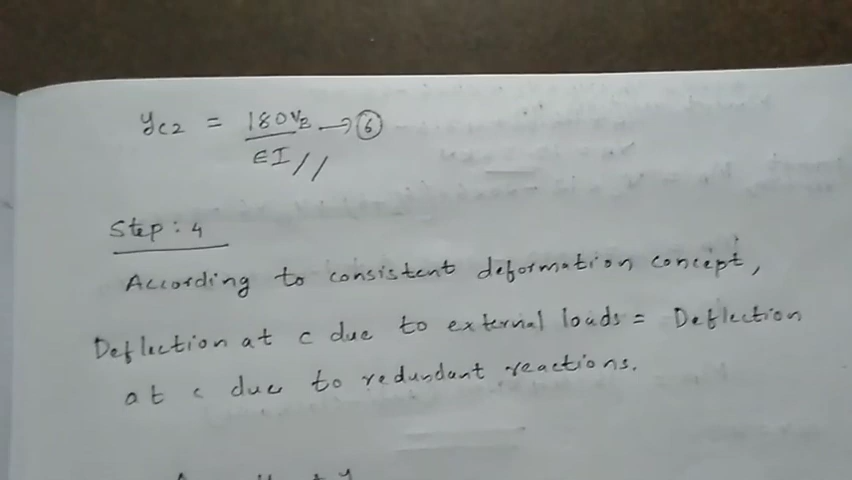 yc2 = 180VB → 6
EI //
Step : 4
According to consistent deformation concept,
Deflection at c due to external loads = Deflection
at c due to redundant reactions.